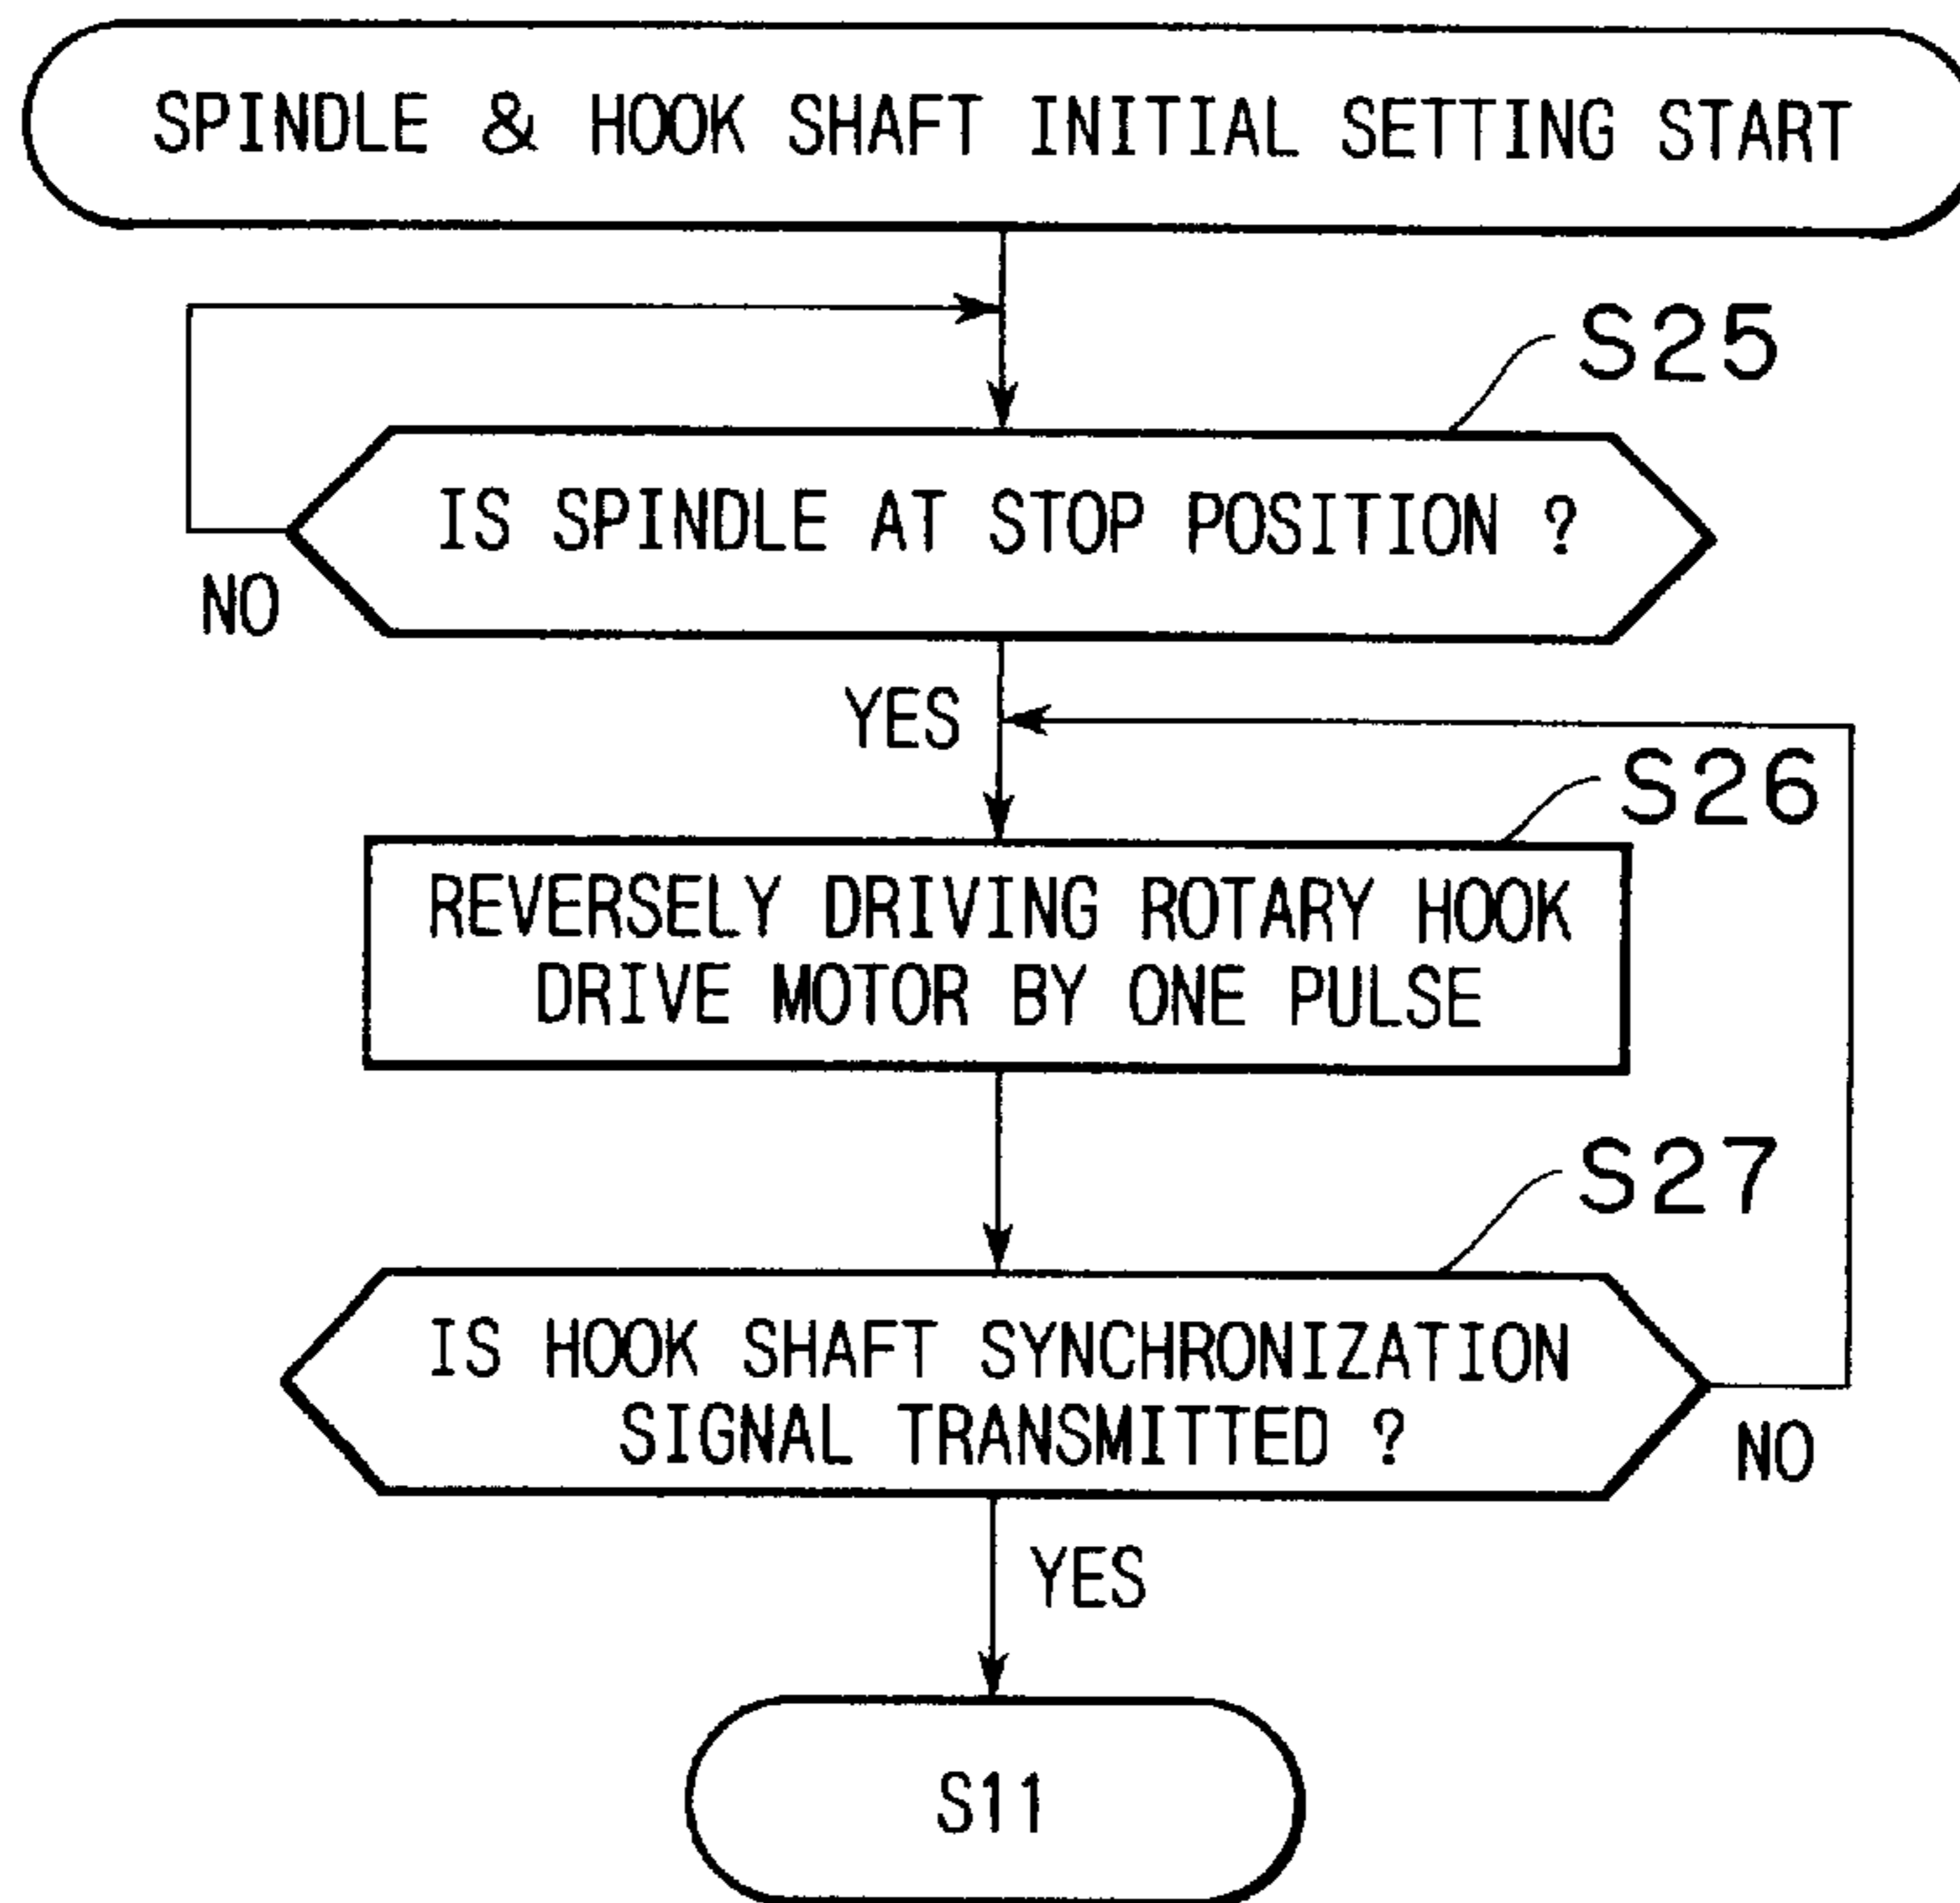 SPINDLE & HOOK SHAFT INITIAL SETTING START
S25
IS SPINDLE AT STOP POSITION ?
NO
YES
S26
REVERSELY DRIVING ROTARY HOOK
DRIVE MOTOR BY ONE PULSE
S27
IS HOOK SHAFT SYNCHRONIZATION
SIGNAL TRANSMITTED ?
NO
YES
S11